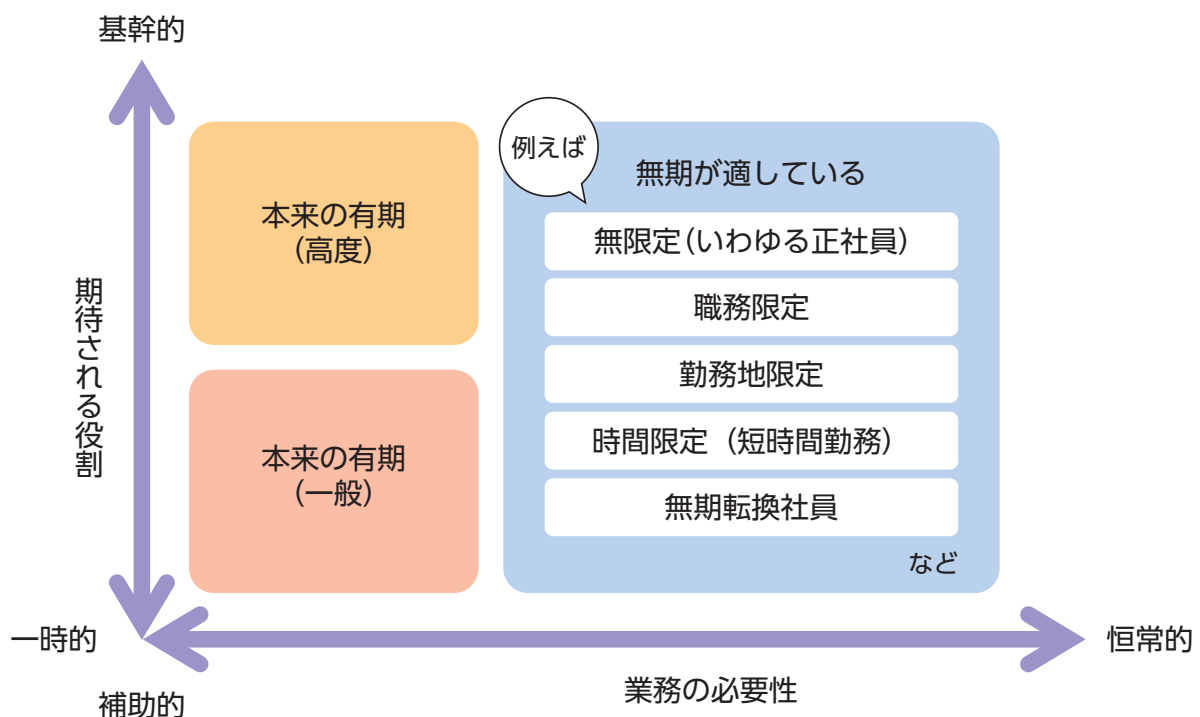 基幹的
例えば
無期が適している
本来の有期
(高度)
無限定(いわゆる正社員)
職務限定
期待される役割
勤務地限定
本来の有期
(一般)
時間限定(短時間勤務)
無期転換社員
など
一時的
恒常的
業務の必要性
補助的